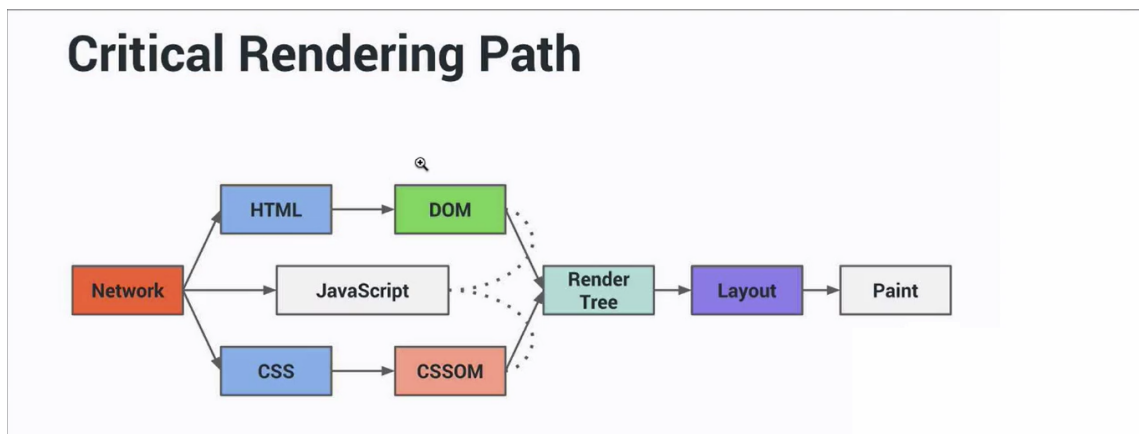 Critical Rendering Path
HTML
DOM
Network
JavaScript
Render
Tree
Layout
Paint
CSS
CSSOM